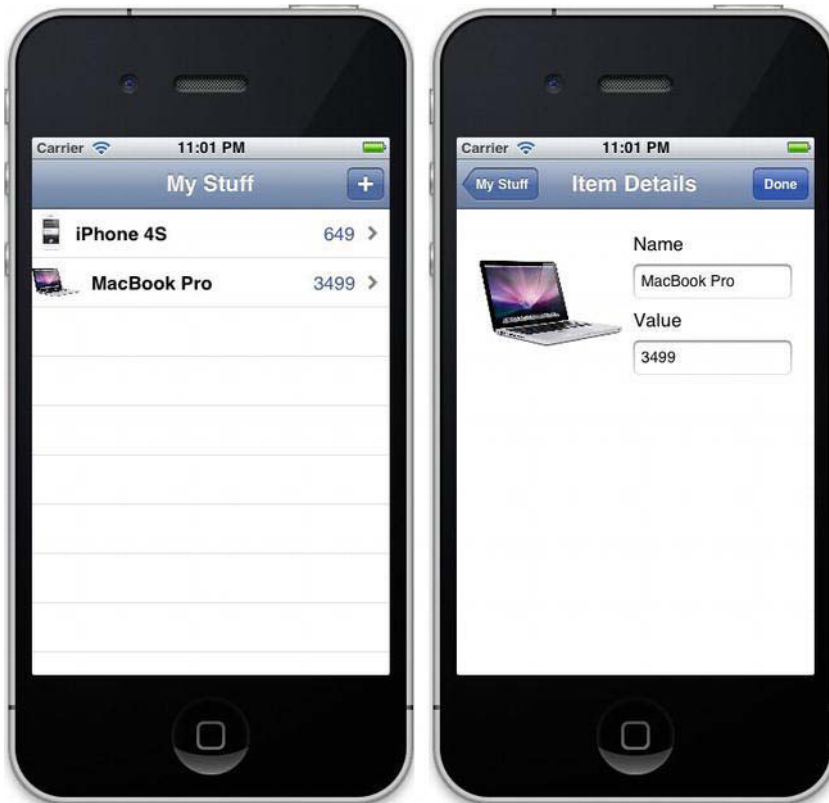 Carrier 11:01 PM
My Stuff +
iPhone 4S 649
MacBook Pro 3499
Carrier 11:01 PM
My Stuff Item Details Done
Name
MacBook Pro
Value
3499